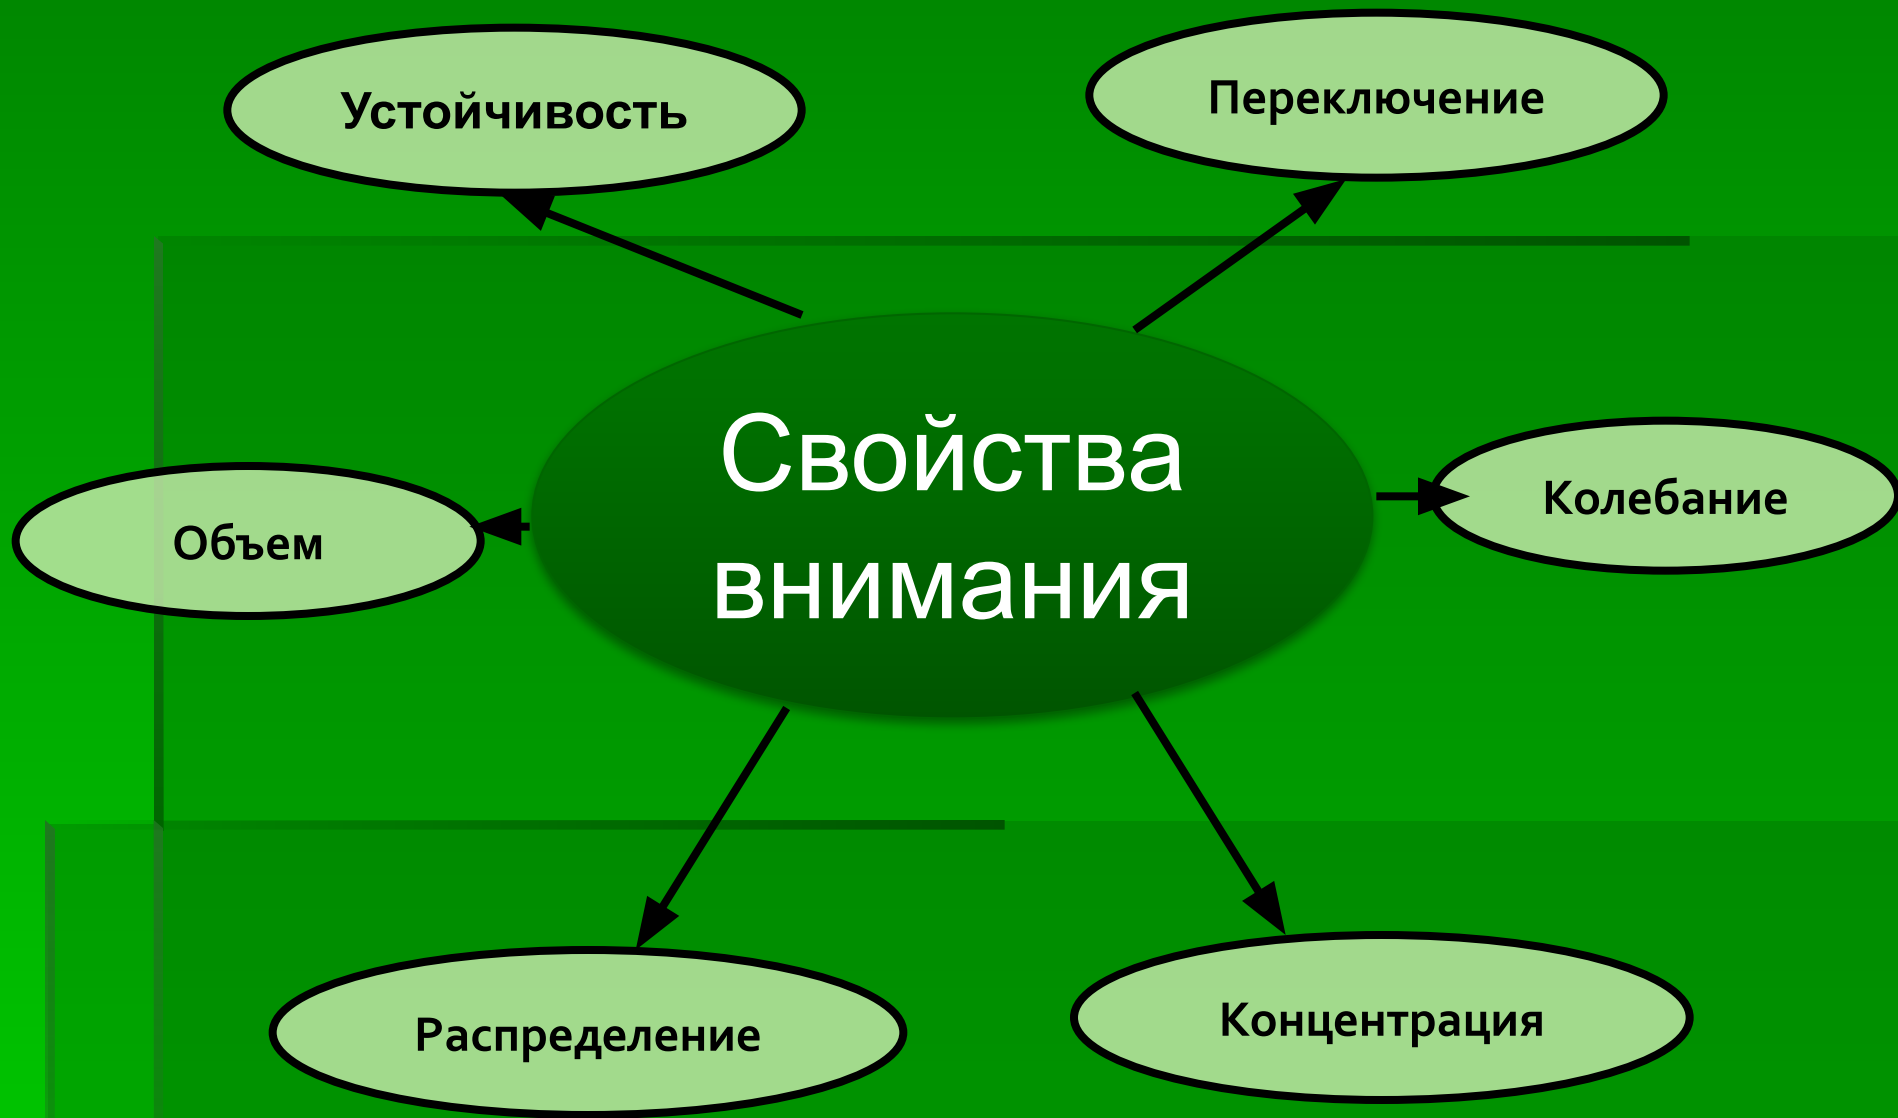 Устойчивость
Переключение
Свойства
внимания
Колебание
Объем
Распределение
Концентрация